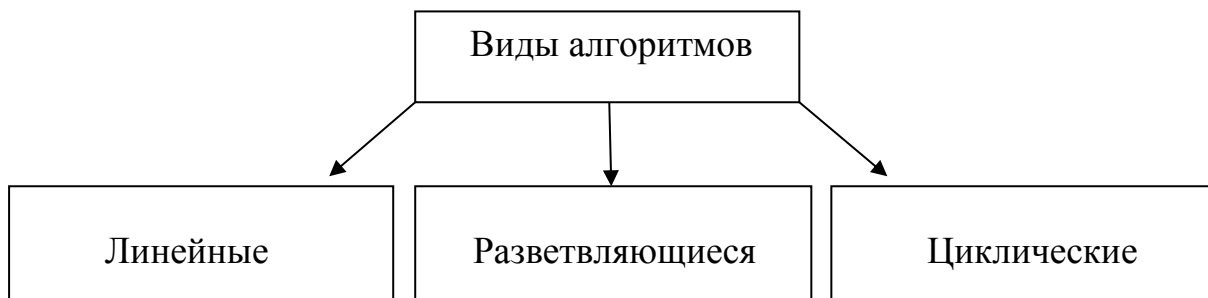 Виды алгоритмов
Линейные
Разветвляющиеся
Циклические